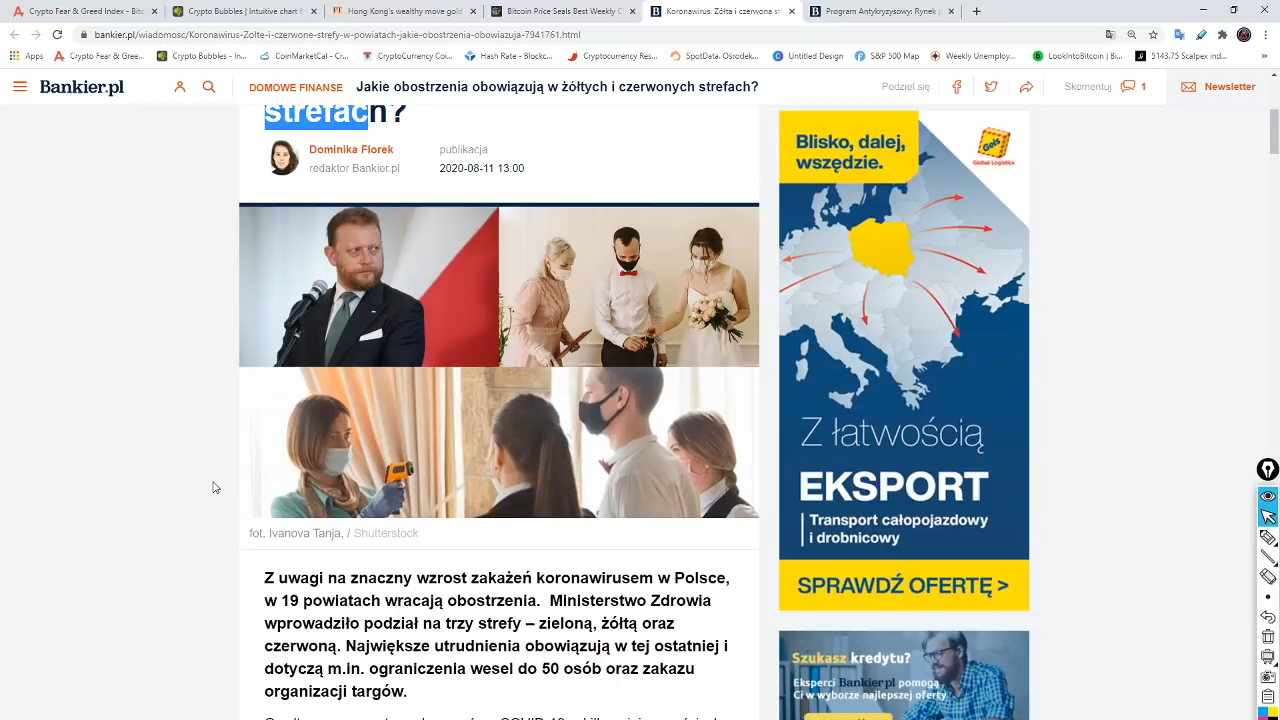 Crypto Fear & Greed Index - Bitc
Crypto Bubbles | Intuitive chart f
Hong Kong's wealthy move gold
Bitcoin Price Seals Best Weekly C
Koronawirus. Żółta i czerwona str
Program Antykryzysowy: Rynek p
bankier.pl/wiadomosc/Koronawirus-Zolte-i-czerwone-strefy-w-powiatach-jakie-obostrzenia-obowiazuja-7941761.html
Apps
Crypto Fear & Gree...
Crypto Bubbles - In...
CoinMarketCal - Cr...
CryptoCurrency Cor...
Hash Rate - Blockc...
Cryptocurrency Res...
SpotData, Ośrodek...
S&P 500 Map
Weekly Unemploy...
LookIntoBitcoin | Bi...
5143.75 Scalpex ind...
Bankier.pl
DOMOWE FINANSE
Jakie obostrzenia obowiązują w żółtych i czerwonych strefach?
Podziel się
Skomentuj
1
Newsletter
strefach?
Dominika Florek
redaktor Bankier.pl
publikacja
2020-08-11 13:00
fot. Ivanova Tanja, / Shutterstock
Z uwagi na znaczny wzrost zakażeń koronawirusem w Polsce,
w 19 powiatach wracają obostrzenia. Ministerstwo Zdrowia
wprowadziło podział na trzy strefy – zieloną, żółtą oraz
czerwoną. Największe utrudnienia obowiązują w tej ostatniej i
dotyczą m.in. ograniczenia wesel do 50 osób oraz zakazu
organizacji targów.
Blisko, dalej,
wszędzie.
Geis
Global Logistics
Z łatwością
EKSPORT
Transport całopojazdowy
i drobnicowy
SPRAWDŹ OFERTĘ >
Szukasz kredytu?
Eksperci Bankier.pl pomogą
Ci w wyborze najlepszej oferty